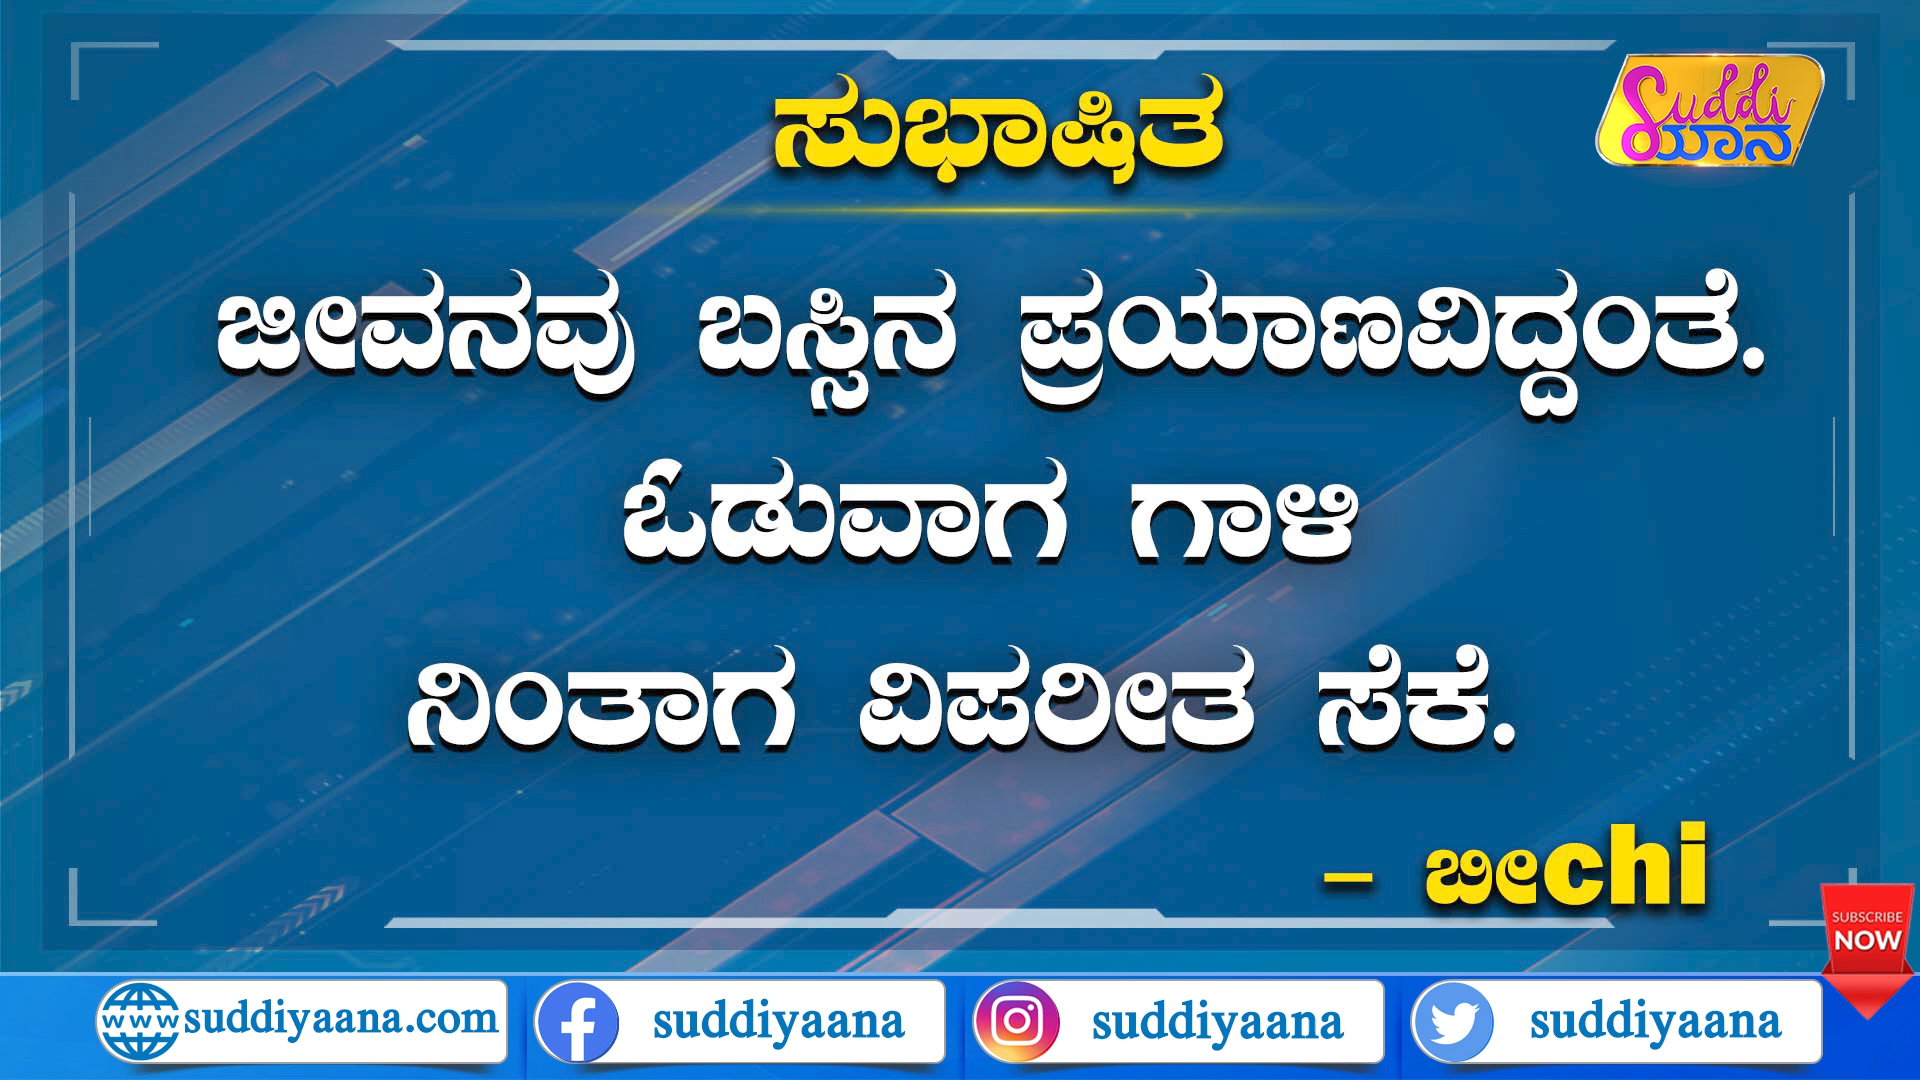 ಸುಭಾಷಿತ
Suddi
ಯಾನ
ಜೀವನವು ಬಸ್ಸಿನ ಪ್ರಯಾಣವಿದ್ದಂತೆ.
ಓಡುವಾಗ ಗಾಳಿ
ನಿಂತಾಗ ವಿಪರೀತ ಸೆಕೆ.
– ಬೀchi
SUBSCRIBE
NOW
www suddiyaana.com
suddiyaana
suddiyaana
suddiyaana